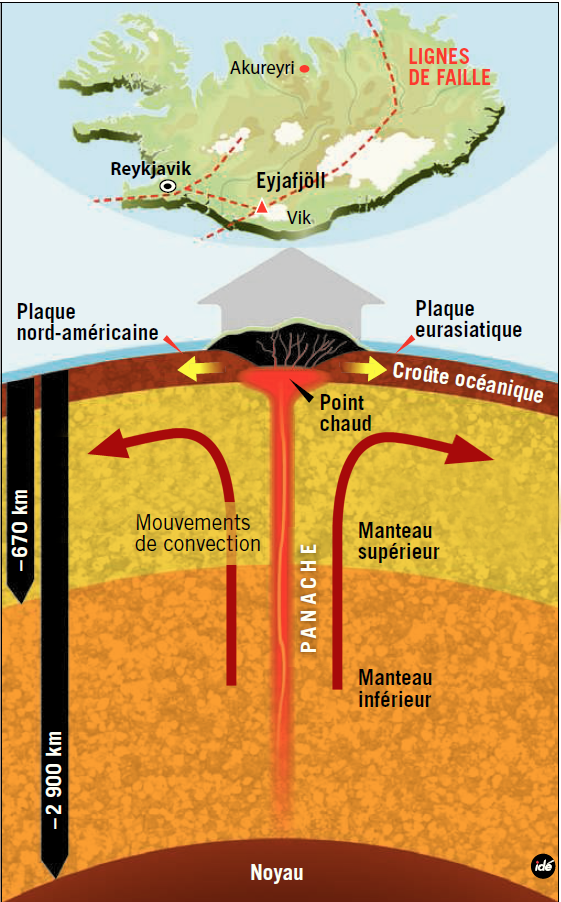 Akureyri
LIGNES
DE FAILLE
Reykjavik
Eyjafjöll
Vik
Plaque
nord-américaine
Plaque
eurasiatique
Croûte océanique
Point
chaud
–670 km
Mouvements
de convection
PANACHE
Manteau
supérieur
Manteau
inférieur
–2 900 km
Noyau
idé